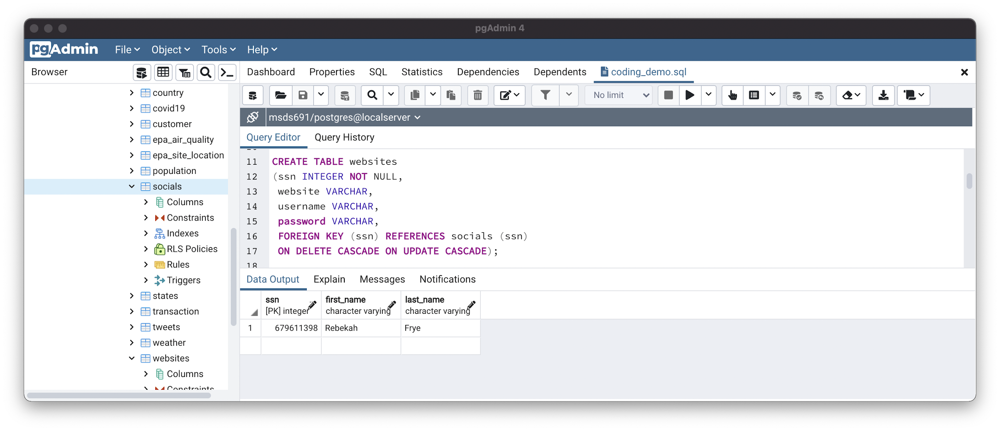 pgAdmin 4
pgAdmin File Object Tools Help
Browser
Dashboard Properties SQL Statistics Dependencies Dependents coding_demo.sql
No limit
msds691/postgres@localserver
Query Editor Query History
country
covid19
customer
epa_air_quality
epa_site_location
population
socials
Columns
Constraints
Indexes
RLS Policies
Rules
Triggers
states
transaction
tweets
weather
websites
Columns
Constraints
11 CREATE TABLE websites
12 (ssn INTEGER NOT NULL,
13 website VARCHAR,
14 username VARCHAR,
15 password VARCHAR,
16 FOREIGN KEY (ssn) REFERENCES socials (ssn)
17 ON DELETE CASCADE ON UPDATE CASCADE);
18
Data Output Explain Messages Notifications
ssn first_name last_name
[PK] integer character varying character varying
1 679611398 Rebekah Frye